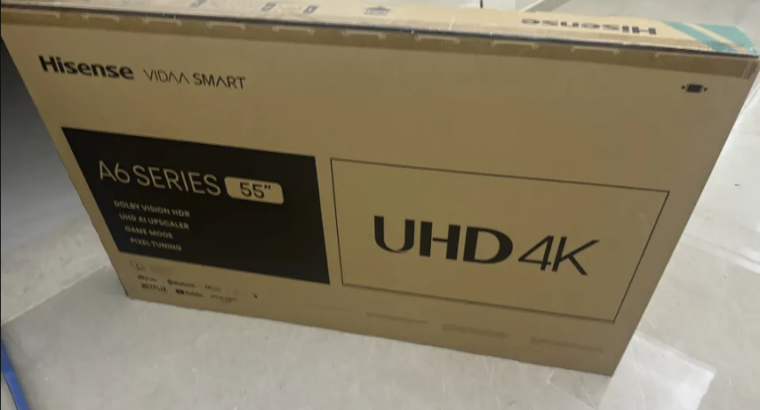 Hisense
Hisense VIDAA SMART
A6 SERIES 55"
DOLBY VISION HDR
UHD AI UPSCALER
GAME MODE
PIXEL TUNING
UHD 4K
NETFLIX